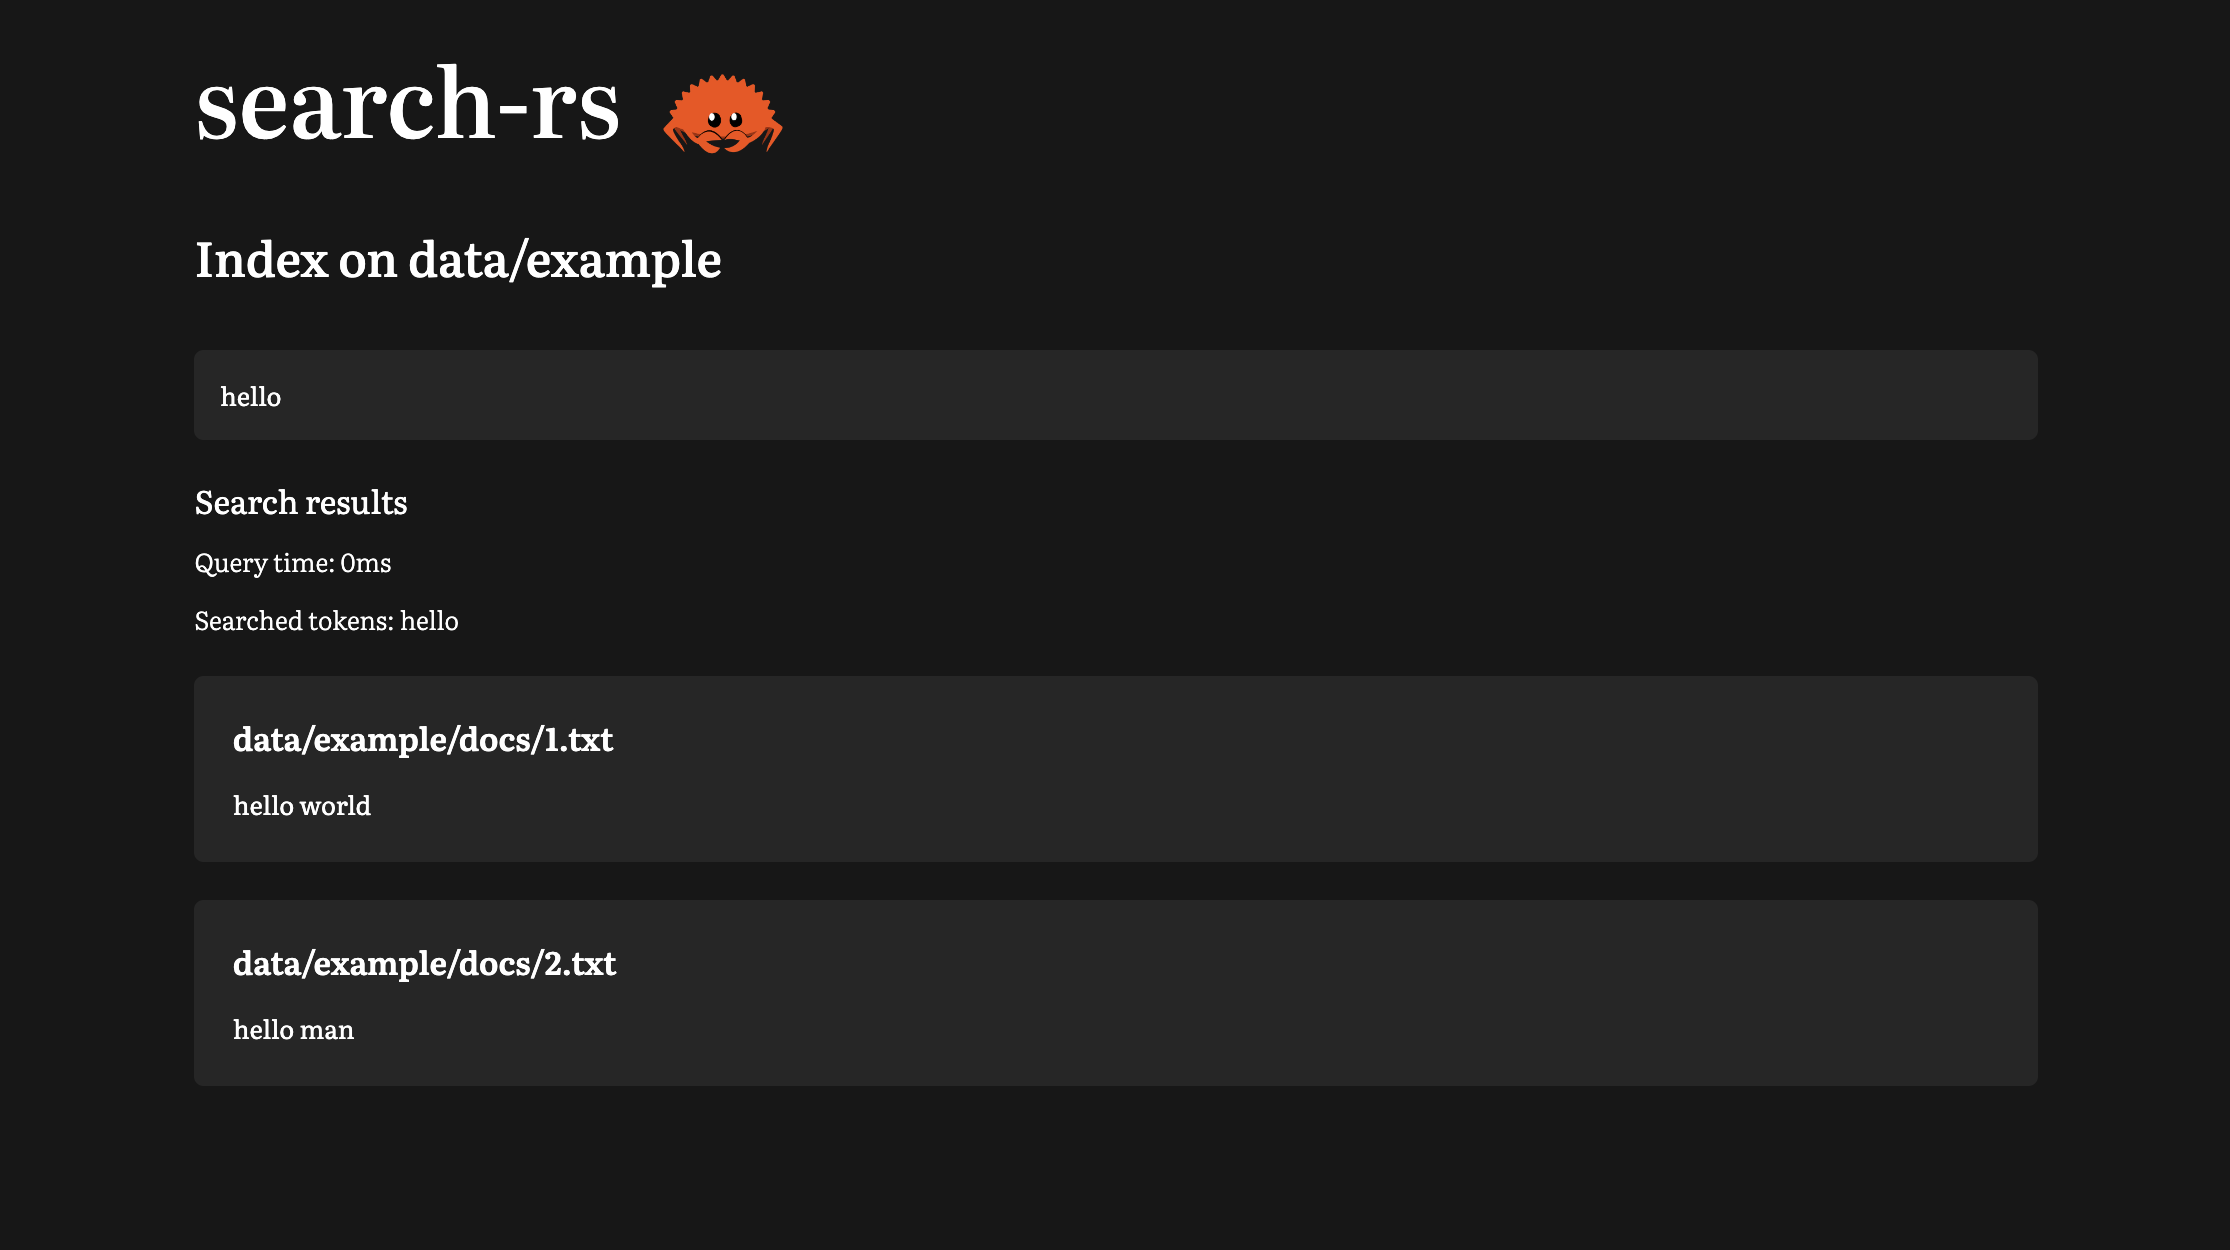 search-rs
Index on data/example
hello
Search results
Query time: 0ms
Searched tokens: hello
data/example/docs/1.txt
hello world
data/example/docs/2.txt
hello man